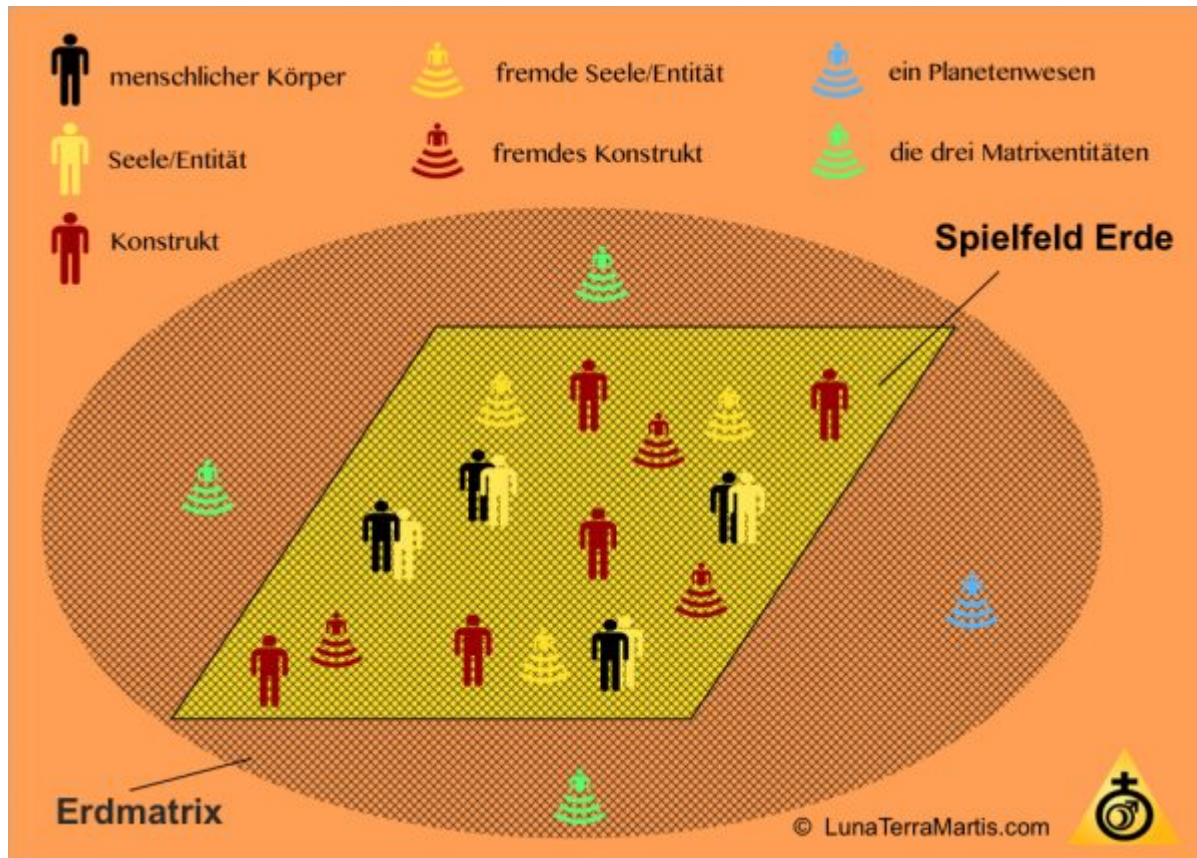 menschlicher Körper
fremde Seele/Entität
ein Planetenwesen
Seele/Entität
fremdes Konstrukt
die drei Matrixentitäten
Konstrukt
Spielfeld Erde
Erdmatrix
© LunaTerraMartis.com